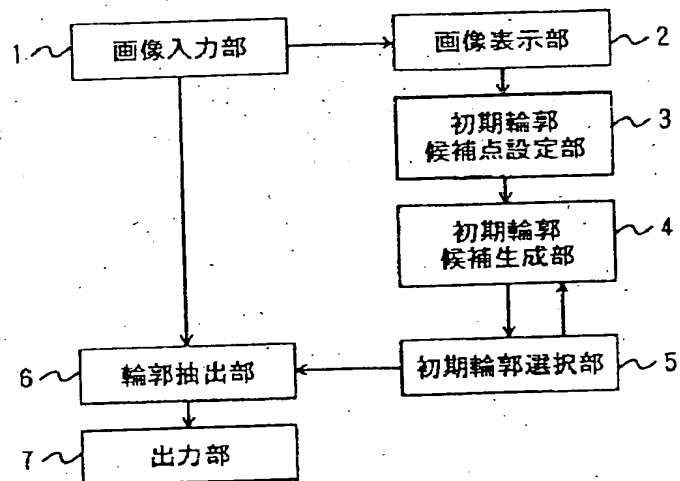 1 画像入力部
画像表示部 2
初期輪郭 3
候補点設定部
初期輪郭 4
候補生成部
6 輪郭抽出部
初期輪郭選択部 5
7 出力部